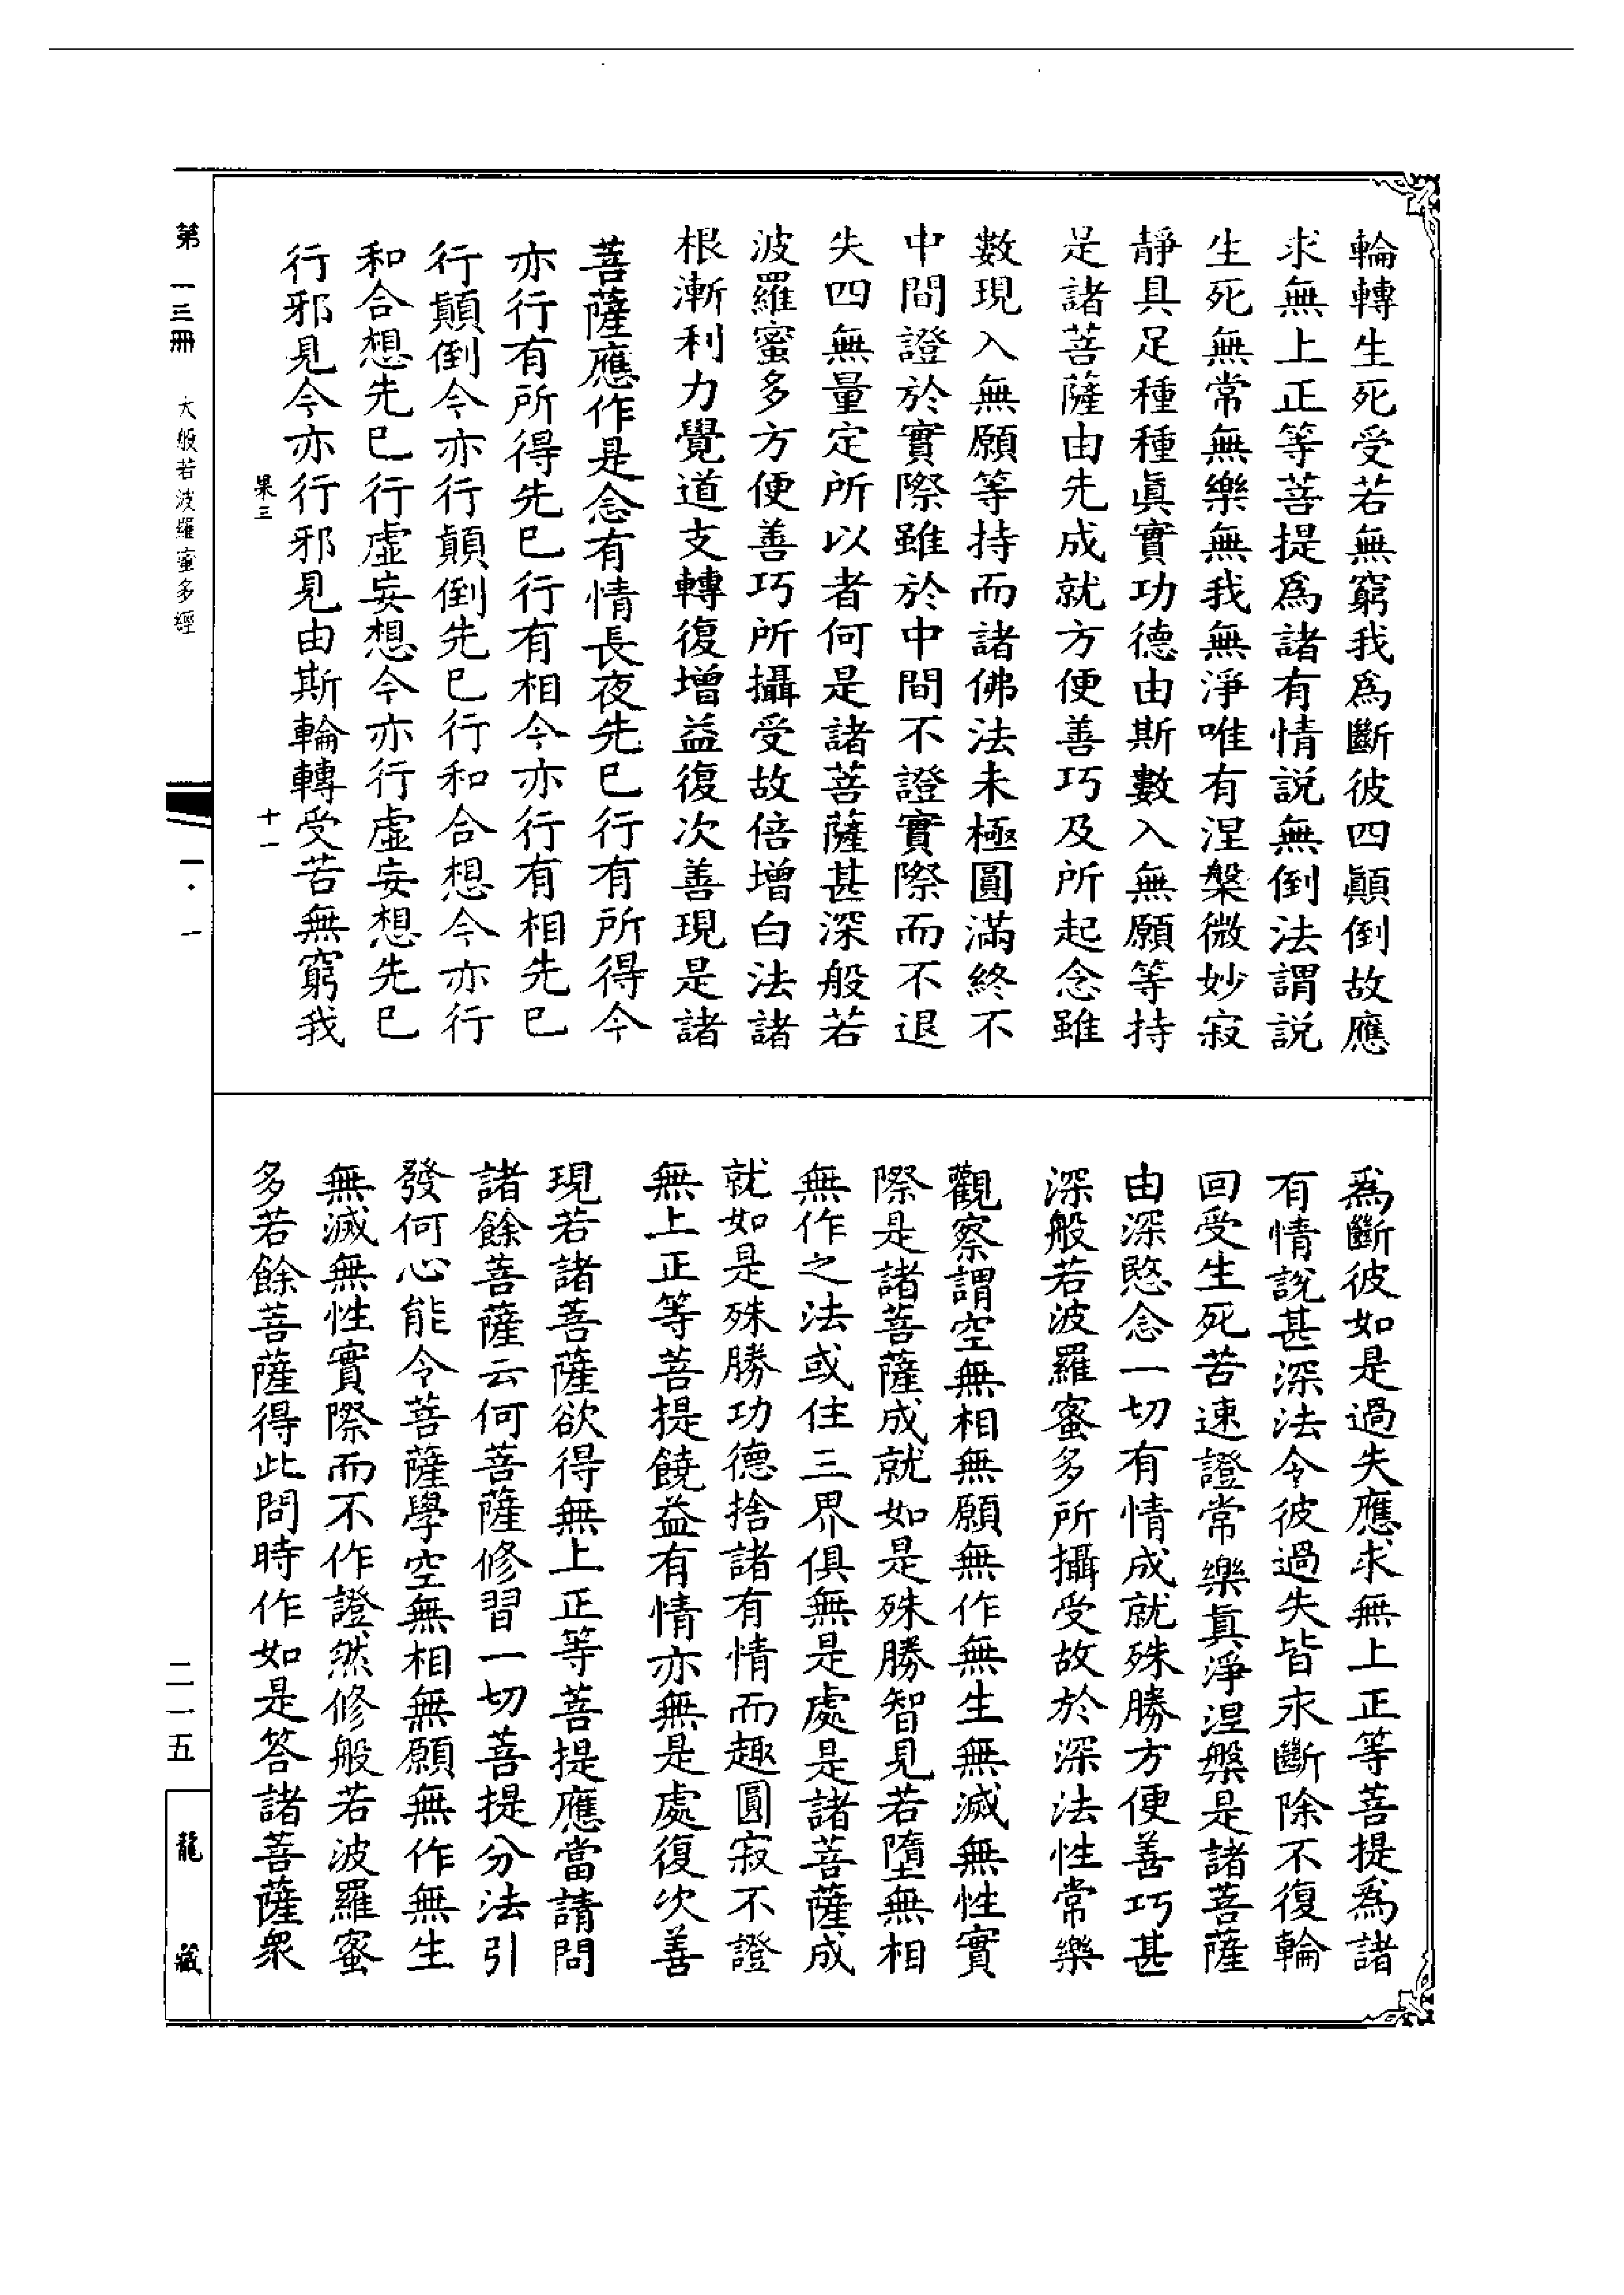 輪轉生死受若無窮我爲斷彼四顚倒故應
求無上正等菩提爲諸有情説無倒法謂説
生死無常無樂無我無淨唯有涅槃微妙寂
靜具足種種眞實功德由斯數入無願等持
是諸菩薩由先成就方便善巧及所起念雖
數現入無願等持而諸佛法未極圓滿終不
中間證於實際雖於中間不證實際而不退
失四無量定所以者何是諸菩薩甚深般若
波羅蜜多方便善巧所攝受故倍增白法諸
根漸利力覺道支轉復增益復次善現是諸
菩薩應作是念有情長夜先已行有所得今
亦行有所得先已行有相今亦行有相先已
行顚倒今亦行顚倒先已行和合想今亦行
和合想先已行虛妄想今亦行虛妄想先已
行邪見今亦行邪見由斯輪轉受苦無窮我
果三 十一
爲斷彼如是過失應求無上正等菩提爲諸
有情說甚深法令彼過失皆永斷除不復輪
回受生死苦速證常樂眞淨涅槃是諸菩薩
由深愍念一切有情成就殊勝方便善巧甚
深般若波羅蜜多所攝受故於深法性常樂
觀察謂空無相無願無作無生無滅無性實
際是諸菩薩成就如是殊勝智見若墮無相
無作之法或住三界俱無是處是諸菩薩成
就如是殊勝功德捨諸有情而趣圓寂不證
無上正等菩提饒益有情亦無是處復次善
現若諸菩薩欲得無上正等菩提應當請問
諸餘菩薩云何菩薩修習一切菩提分法引
發何心能令菩薩學空無相無願無作無生
無滅無性實際而不作證然修般若波羅蜜
多若餘菩薩得此問時作如是答諸菩薩衆
第一三冊 大般若波羅蜜多經
一·一
二一五
龍藏